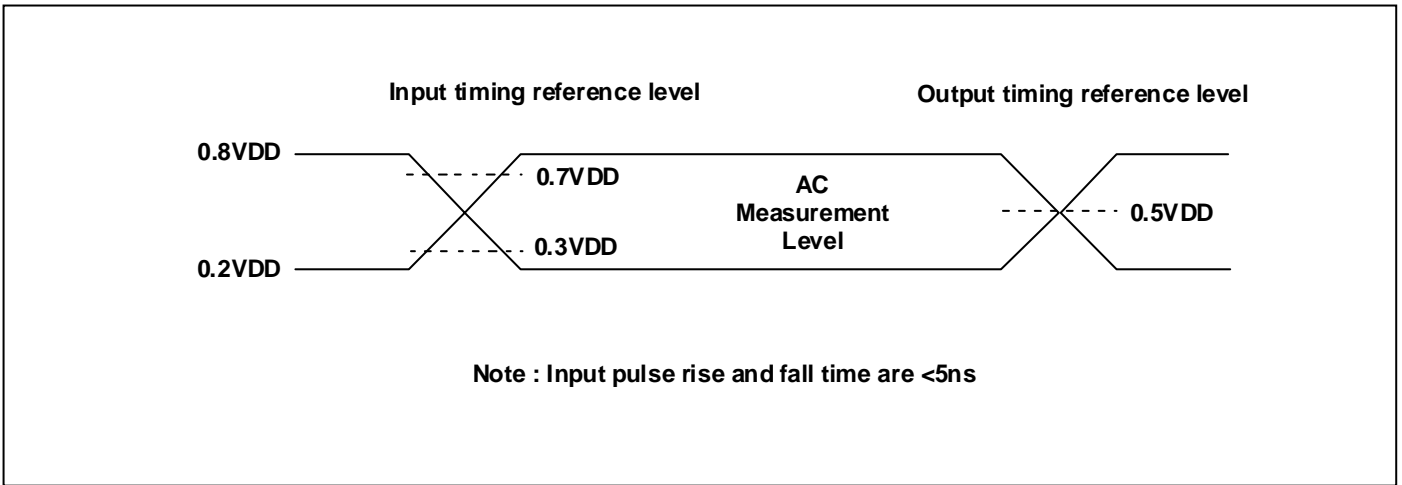 Input timing reference level
Output timing reference level
0.8VDD
0.7VDD
AC
Measurement
Level
0.5VDD
0.3VDD
0.2VDD
Note : Input pulse rise and fall time are <5ns